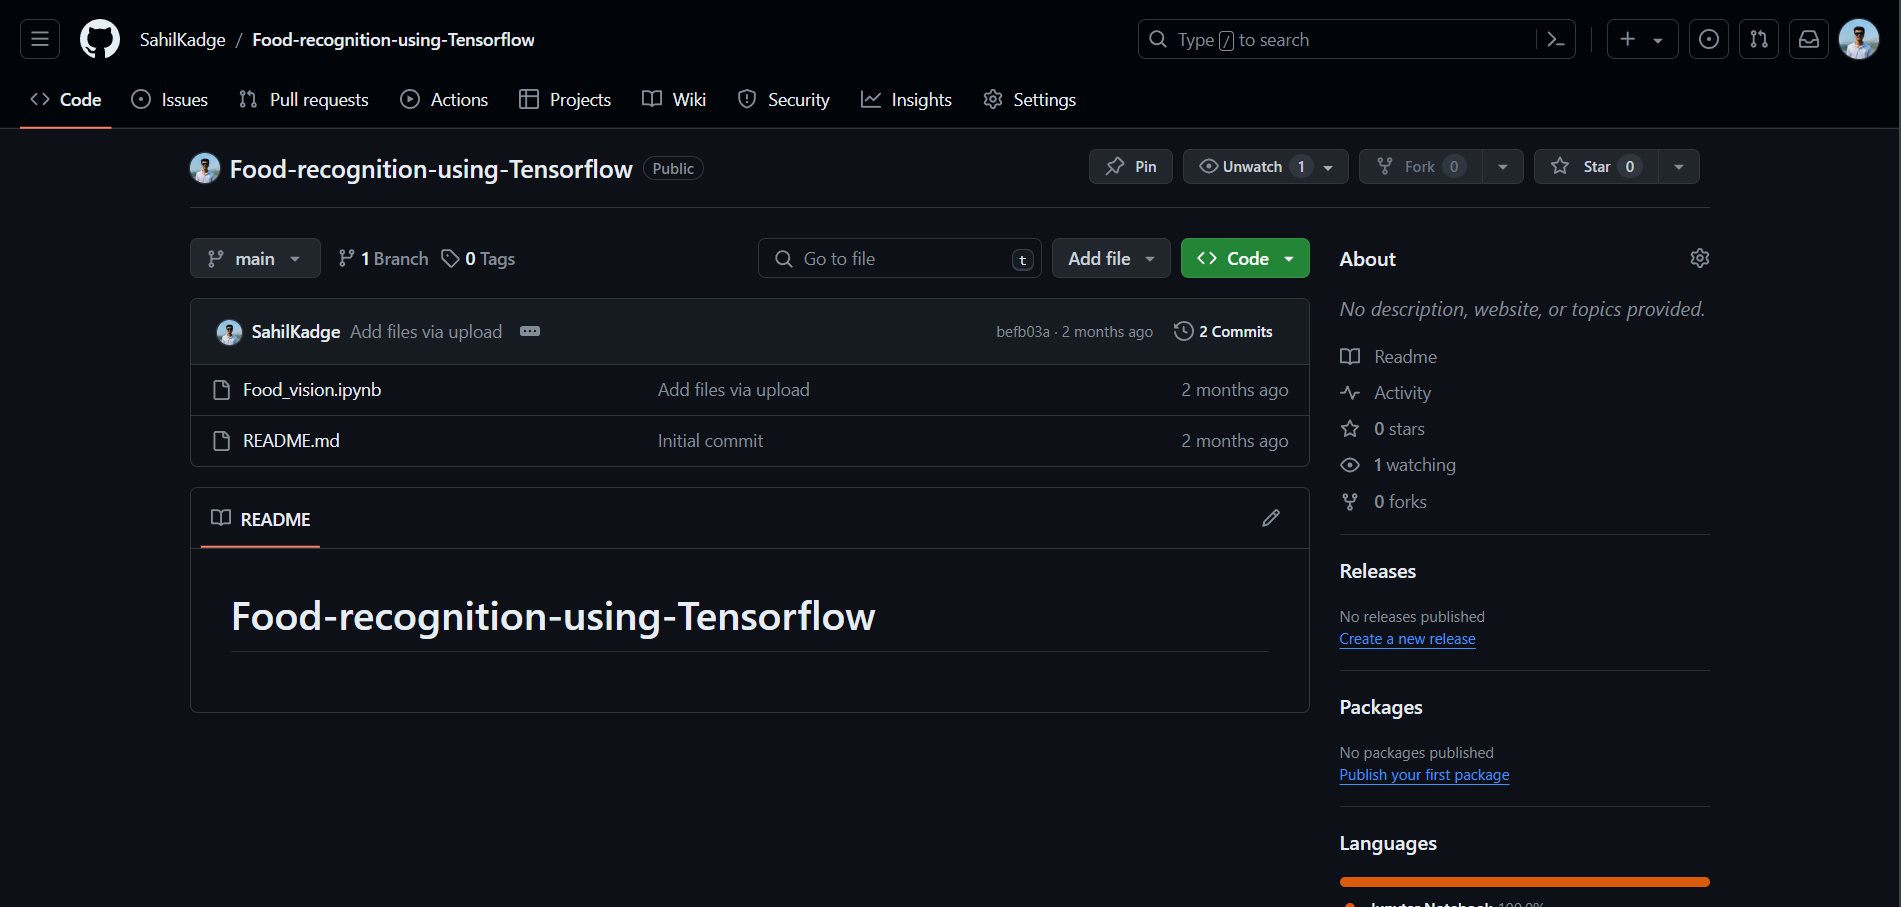 SahilKadge / Food-recognition-using-Tensorflow
Type / to search
Code Issues Pull requests Actions Projects Wiki Security Insights Settings
Food-recognition-using-Tensorflow Public
Pin Unwatch 1 Fork 0 Star 0
main 1 Branch 0 Tags Go to file t Add file Code
SahilKadge Add files via upload befb03a · 2 months ago 2 Commits
Food_vision.ipynb Add files via upload 2 months ago
README.md Initial commit 2 months ago
README
Food-recognition-using-Tensorflow
About
No description, website, or topics provided.
Readme
Activity
0 stars
1 watching
0 forks
Releases
No releases published
Create a new release
Packages
No packages published
Publish your first package
Languages
Jupyter Notebook 100.0%